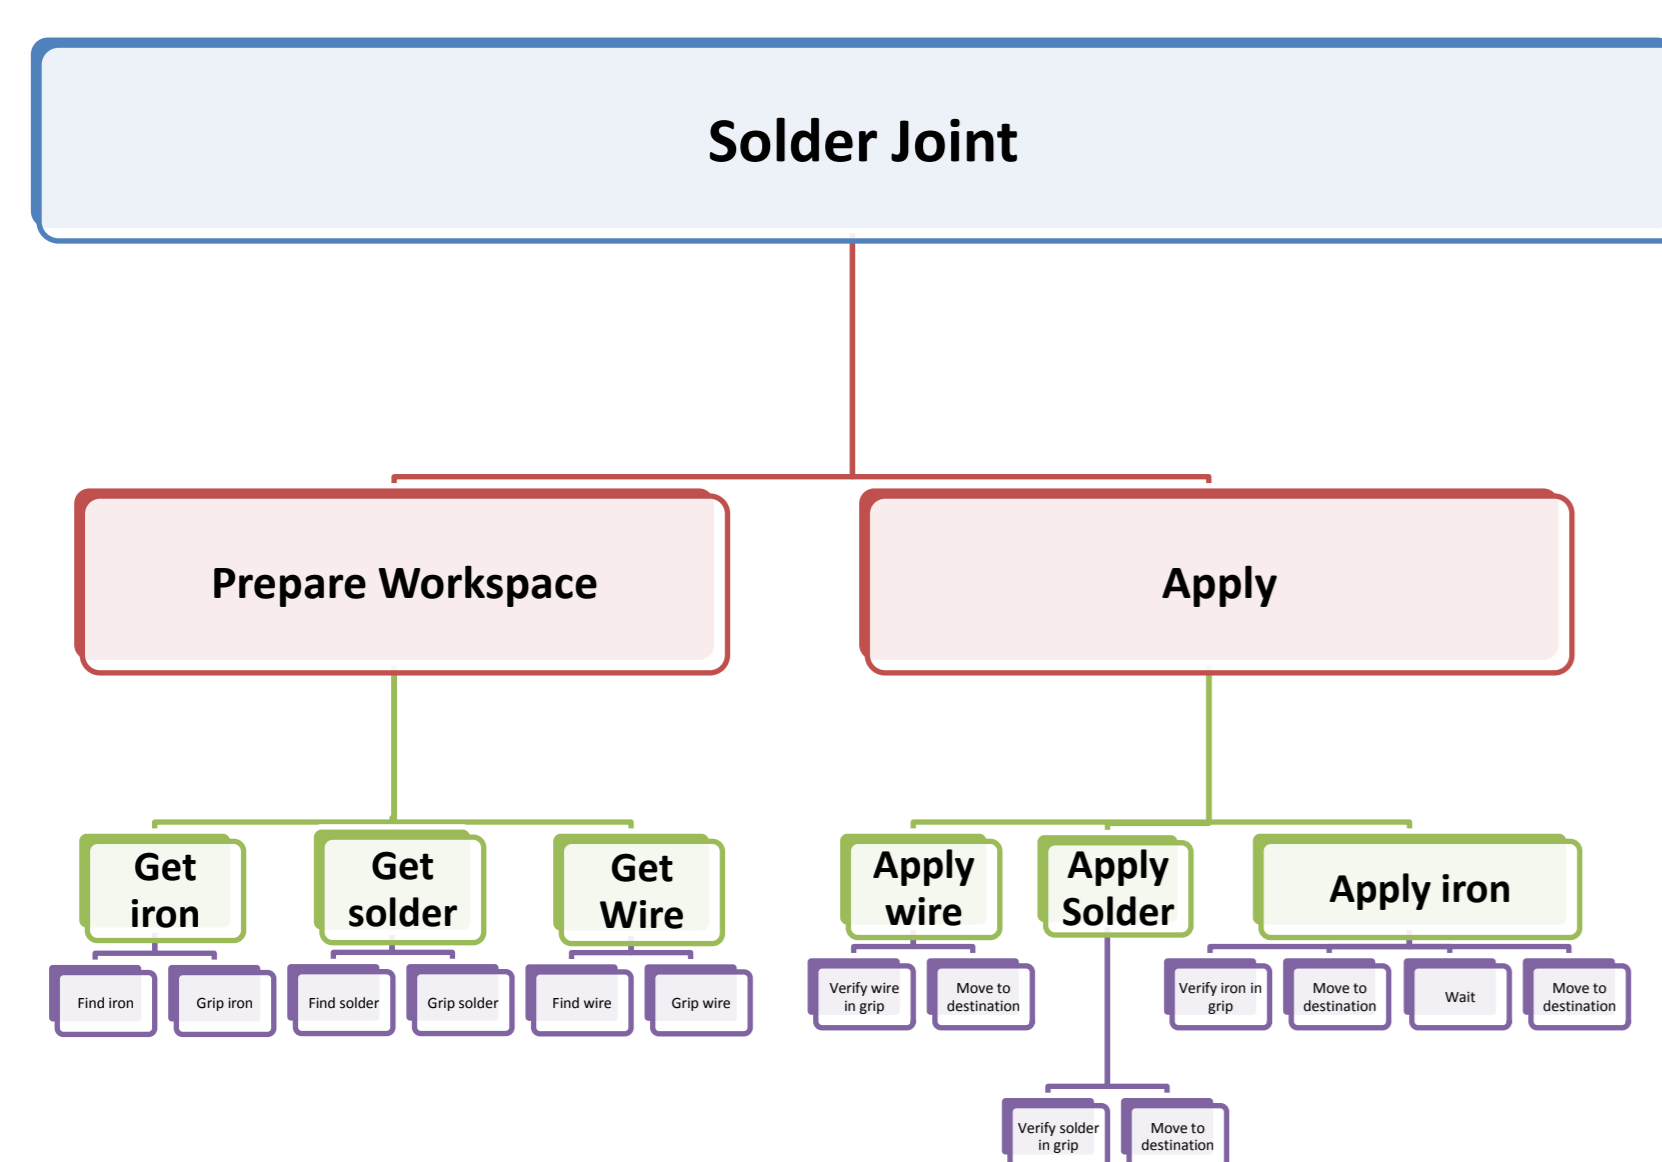 Solder Joint
Prepare Workspace
Apply
Get
iron
Get
solder
Get
Wire
Apply
wire
Apply
Solder
Apply iron
Find iron
Grip iron
Find solder
Grip solder
Find wire
Grip wire
Verify wire
in grip
Move to
destination
Verify iron in
grip
Move to
destination
Wait
Move to
destination
Verify solder
in grip
Move to
destination